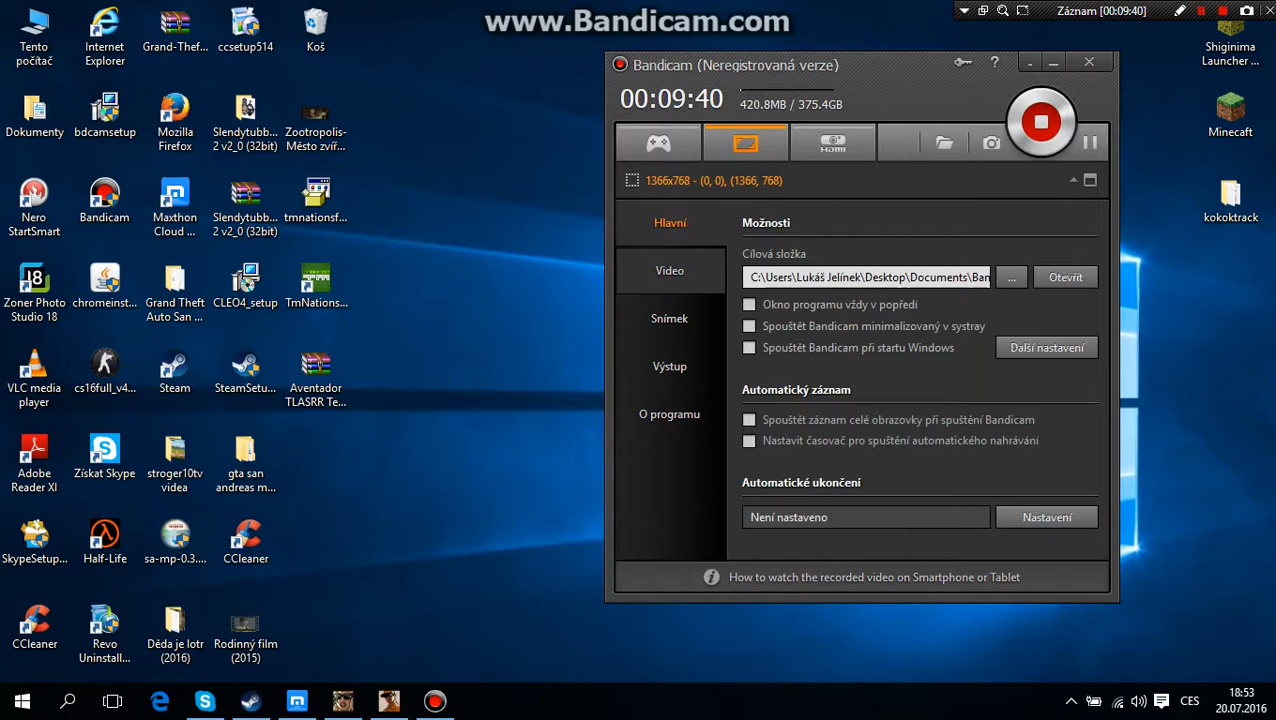 www.Bandicam.com
Záznam [00:09:40]
Tento počítač
Internet Explorer
Grand-Thef...
ccsetup514
Koš
Shiginima Launcher ...
Dokumenty
bdcamsetup
Mozilla Firefox
Slendytubb... 2 v2_0 (32bit)
Zootropolis- Město zvíř...
Minecaft
Nero StartSmart
Bandicam
Maxthon Cloud ...
Slendytubb... 2 v2_0 (32bit)
tmnationsf...
kokoktrack
Zoner Photo Studio 18
chromeinst...
Grand Theft Auto San ...
CLEO4_setup
TmNations...
VLC media player
cs16full_v4...
Steam
SteamSetu...
Aventador TLASRR Te...
Adobe Reader XI
Získat Skype
stroger10tv videa
gta san andreas m...
SkypeSetup...
Half-Life
sa-mp-0.3....
CCleaner
CCleaner
Revo Uninstall...
Děda je lotr (2016)
Rodinný film (2015)
Bandicam (Neregistrovaná verze)
00:09:40
420.8MB / 375.4GB
HDMI
1366x768 - (0, 0), (1366, 768)
Hlavní
Video
Snímek
Výstup
O programu
Možnosti
Cílová složka
C:\Users\Lukáš Jelínek\Desktop\Documents\Ban
...
Otevřít
Okno programu vždy v popředí
Spouštět Bandicam minimalizovaný v systray
Spouštět Bandicam při startu Windows
Další nastavení
Automatický záznam
Spouštět záznam celé obrazovky při spuštění Bandicam
Nastavit časovač pro spuštění automatického nahrávání
Automatické ukončení
Není nastaveno
Nastavení
How to watch the recorded video on Smartphone or Tablet
CES
18:53
20.07.2016